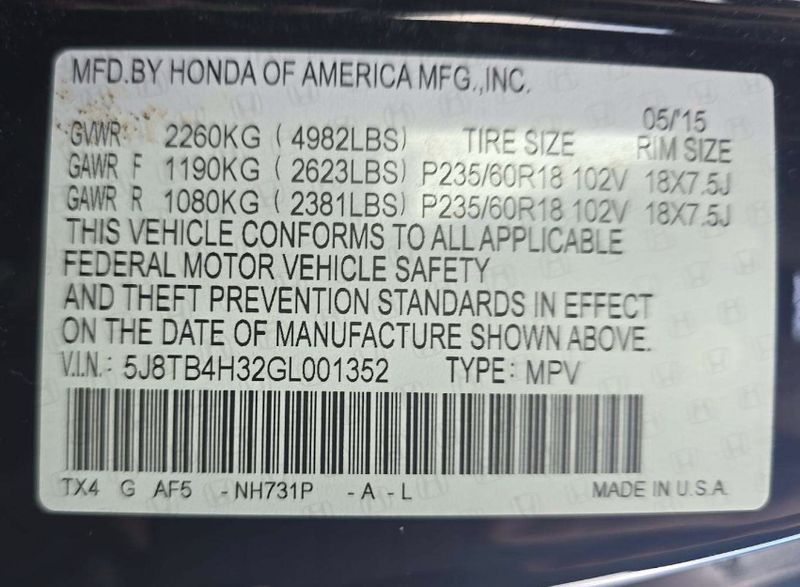 MFD.BY HONDA OF AMERICA MFG.,INC.
05/'15
GVWR 2260KG ( 4982LBS) TIRE SIZE RIM SIZE
GAWR F 1190KG ( 2623LBS) P235/60R18 102V 18X7.5J
GAWR R 1080KG ( 2381LBS) P235/60R18 102V 18X7.5J
THIS VEHICLE CONFORMS TO ALL APPLICABLE
FEDERAL MOTOR VEHICLE SAFETY
AND THEFT PREVENTION STANDARDS IN EFFECT
ON THE DATE OF MANUFACTURE SHOWN ABOVE.
V.I.N.: 5J8TB4H32GL001352 TYPE: MPV
TX4 G AF5 -NH731P -A-L MADE IN U.S.A.